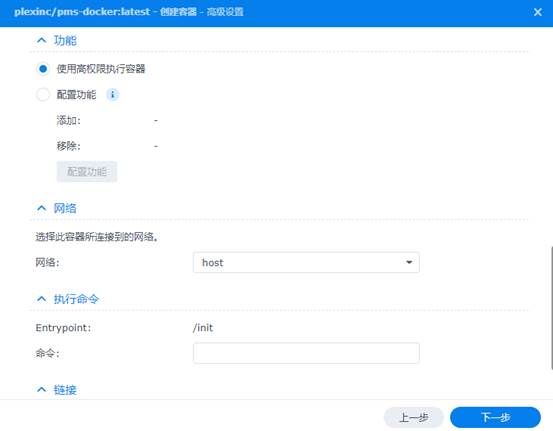 plexinc/pms-docker:latest - 创建容器 - 高级设置
功能
使用高权限执行容器
配置功能
添加: -
移除: -
配置功能
网络
选择此容器所连接到的网络。
网络: host
执行命令
Entrypoint: /init
命令:
链接
上一步 下一步